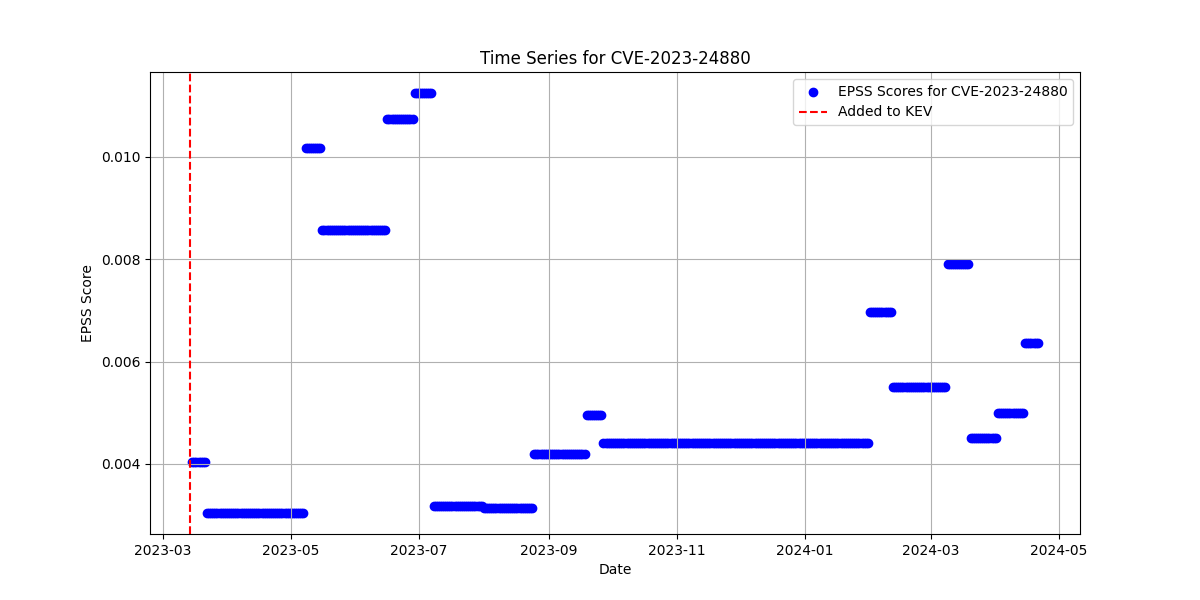 Time Series for CVE-2023-24880
EPSS Scores for CVE-2023-24880
Added to KEV
EPSS Score
0.010
0.008
0.006
0.004
2023-03 2023-05 2023-07 2023-09 2023-11 2024-01 2024-03 2024-05
Date